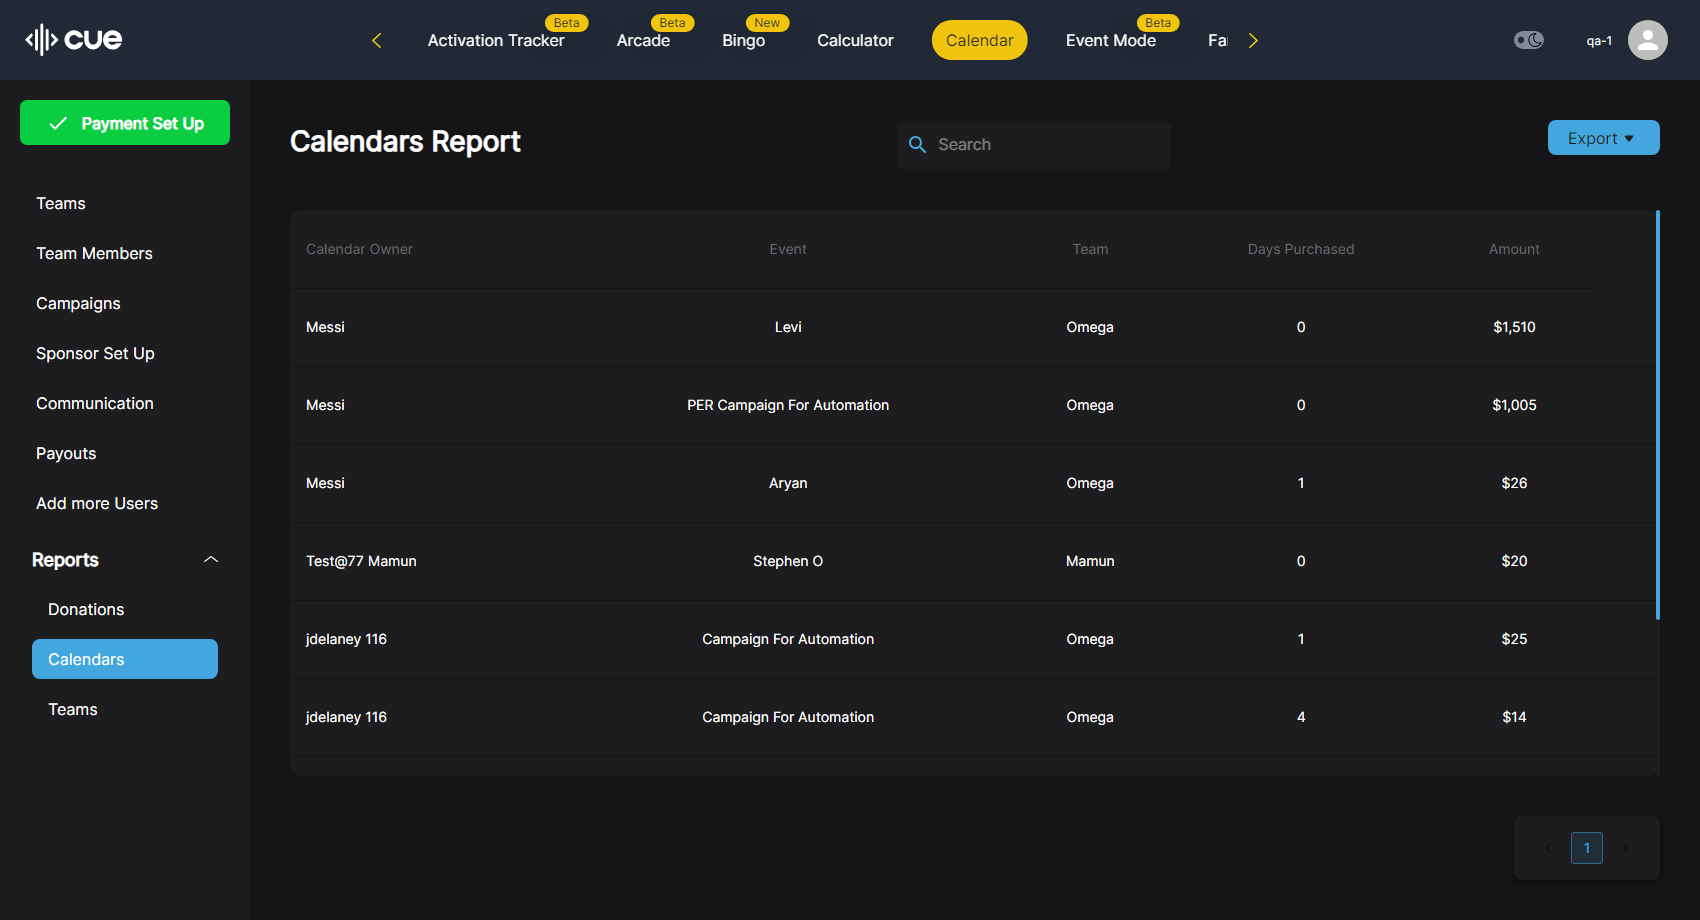 cue
Activation Tracker Beta
Arcade Beta
Bingo New
Calculator
Calendar
Event Mode Beta
Fa
qa-1
Payment Set Up
Teams
Team Members
Campaigns
Sponsor Set Up
Communication
Payouts
Add more Users
Reports
Donations
Calendars
Teams
Calendars Report
Search
Export
Calendar Owner Event Team Days Purchased Amount
Messi Levi Omega 0 $1,510
Messi PER Campaign For Automation Omega 0 $1,005
Messi Aryan Omega 1 $26
Test@77 Mamun Stephen O Mamun 0 $20
jdelaney 116 Campaign For Automation Omega 1 $25
jdelaney 116 Campaign For Automation Omega 4 $14
1